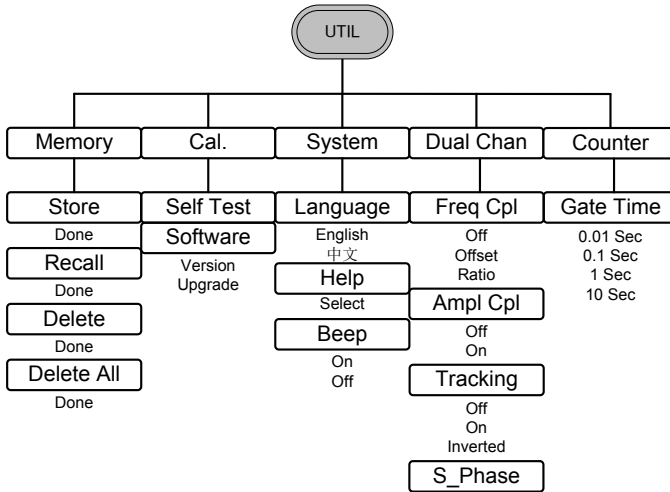 UTIL
Memory
Cal.
System
Dual Chan
Counter
Store
Done
Recall
Done
Delete
Done
Delete All
Done
Self Test
Software
Version
Upgrade
Language
English
中文
Help
Select
Beep
On
Off
Freq Cpl
Off
Offset
Ratio
Ampl Cpl
Off
On
Tracking
Off
On
Inverted
S_Phase
Gate Time
0.01 Sec
0.1 Sec
1 Sec
10 Sec